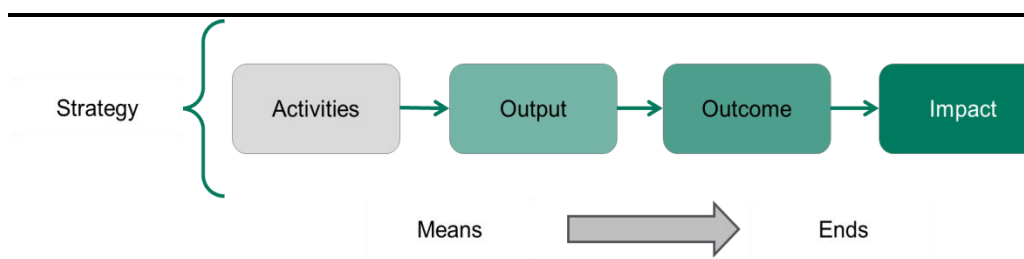 Strategy
Activities
Output
Outcome
Impact
Means
Ends